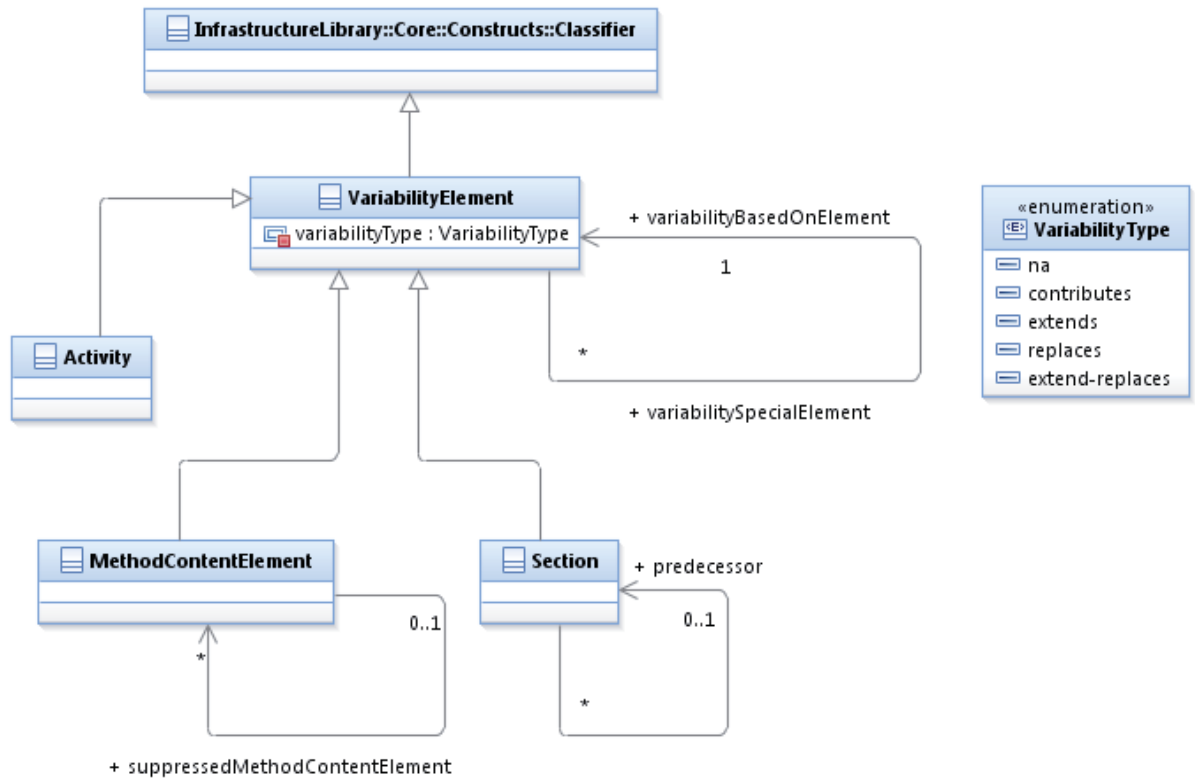 InfrastructureLibrary::Core::Constructs::Classifier
VariabilityElement
variabilityType : VariabilityType
+ variabilityBasedOnElement
1
*
+ variabilitySpecialElement
«enumeration»
<E> VariabilityType
na
contributes
extends
replaces
extend-replaces
Activity
MethodContentElement
0..1
*
+ suppressedMethodContentElement
Section
+ predecessor
0..1
*